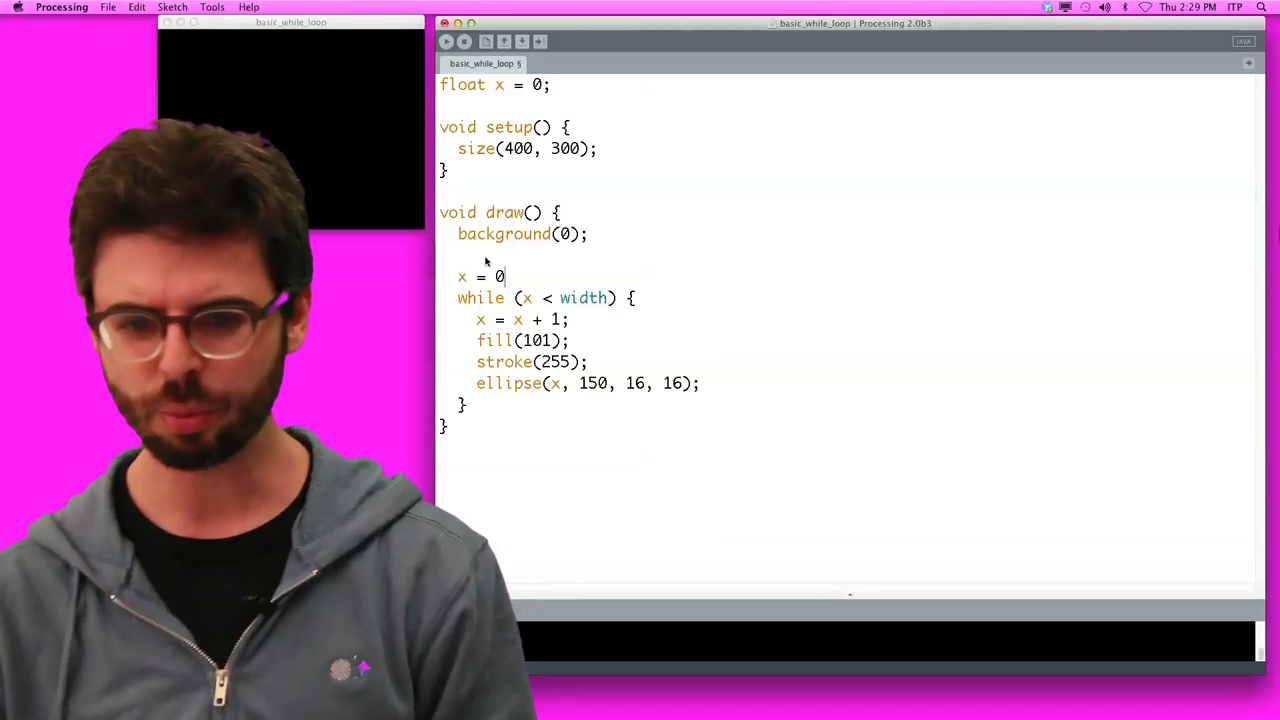 Processing File Edit Sketch Tools Help Thu 2:29 PM ITP
basic_while_loop
basic_while_loop | Processing 2.0b3
JAVA
basic_while_loop §
float x = 0;
void setup() {
size(400, 300);
}
void draw() {
background(0);
x = 0
while (x < width) {
x = x + 1;
fill(101);
stroke(255);
ellipse(x, 150, 16, 16);
}
}